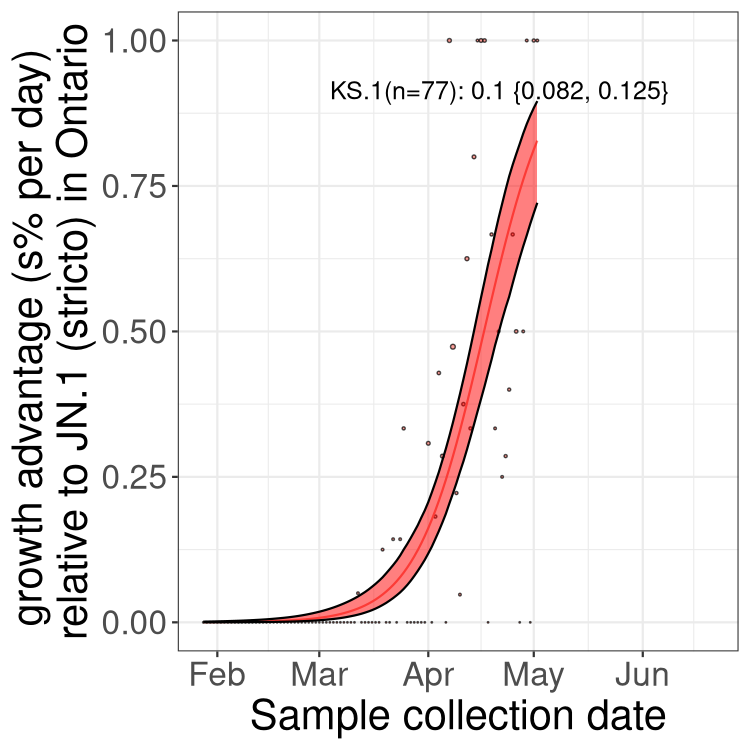 growth advantage (s% per day)
relative to JN.1 (stricto) in Ontario
1.00
0.75
0.50
0.25
0.00
KS.1(n=77): 0.1 {0.082, 0.125}
Feb Mar Apr May Jun
Sample collection date